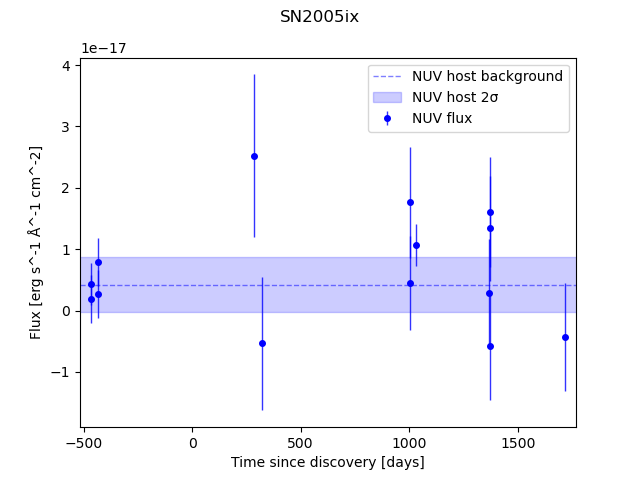 SN2005ix
1e−17
NUV host background
NUV host 2σ
NUV flux
4
3
2
1
0
−1
Flux [erg s^-1 Å^-1 cm^-2]
−500
0
500
1000
1500
Time since discovery [days]